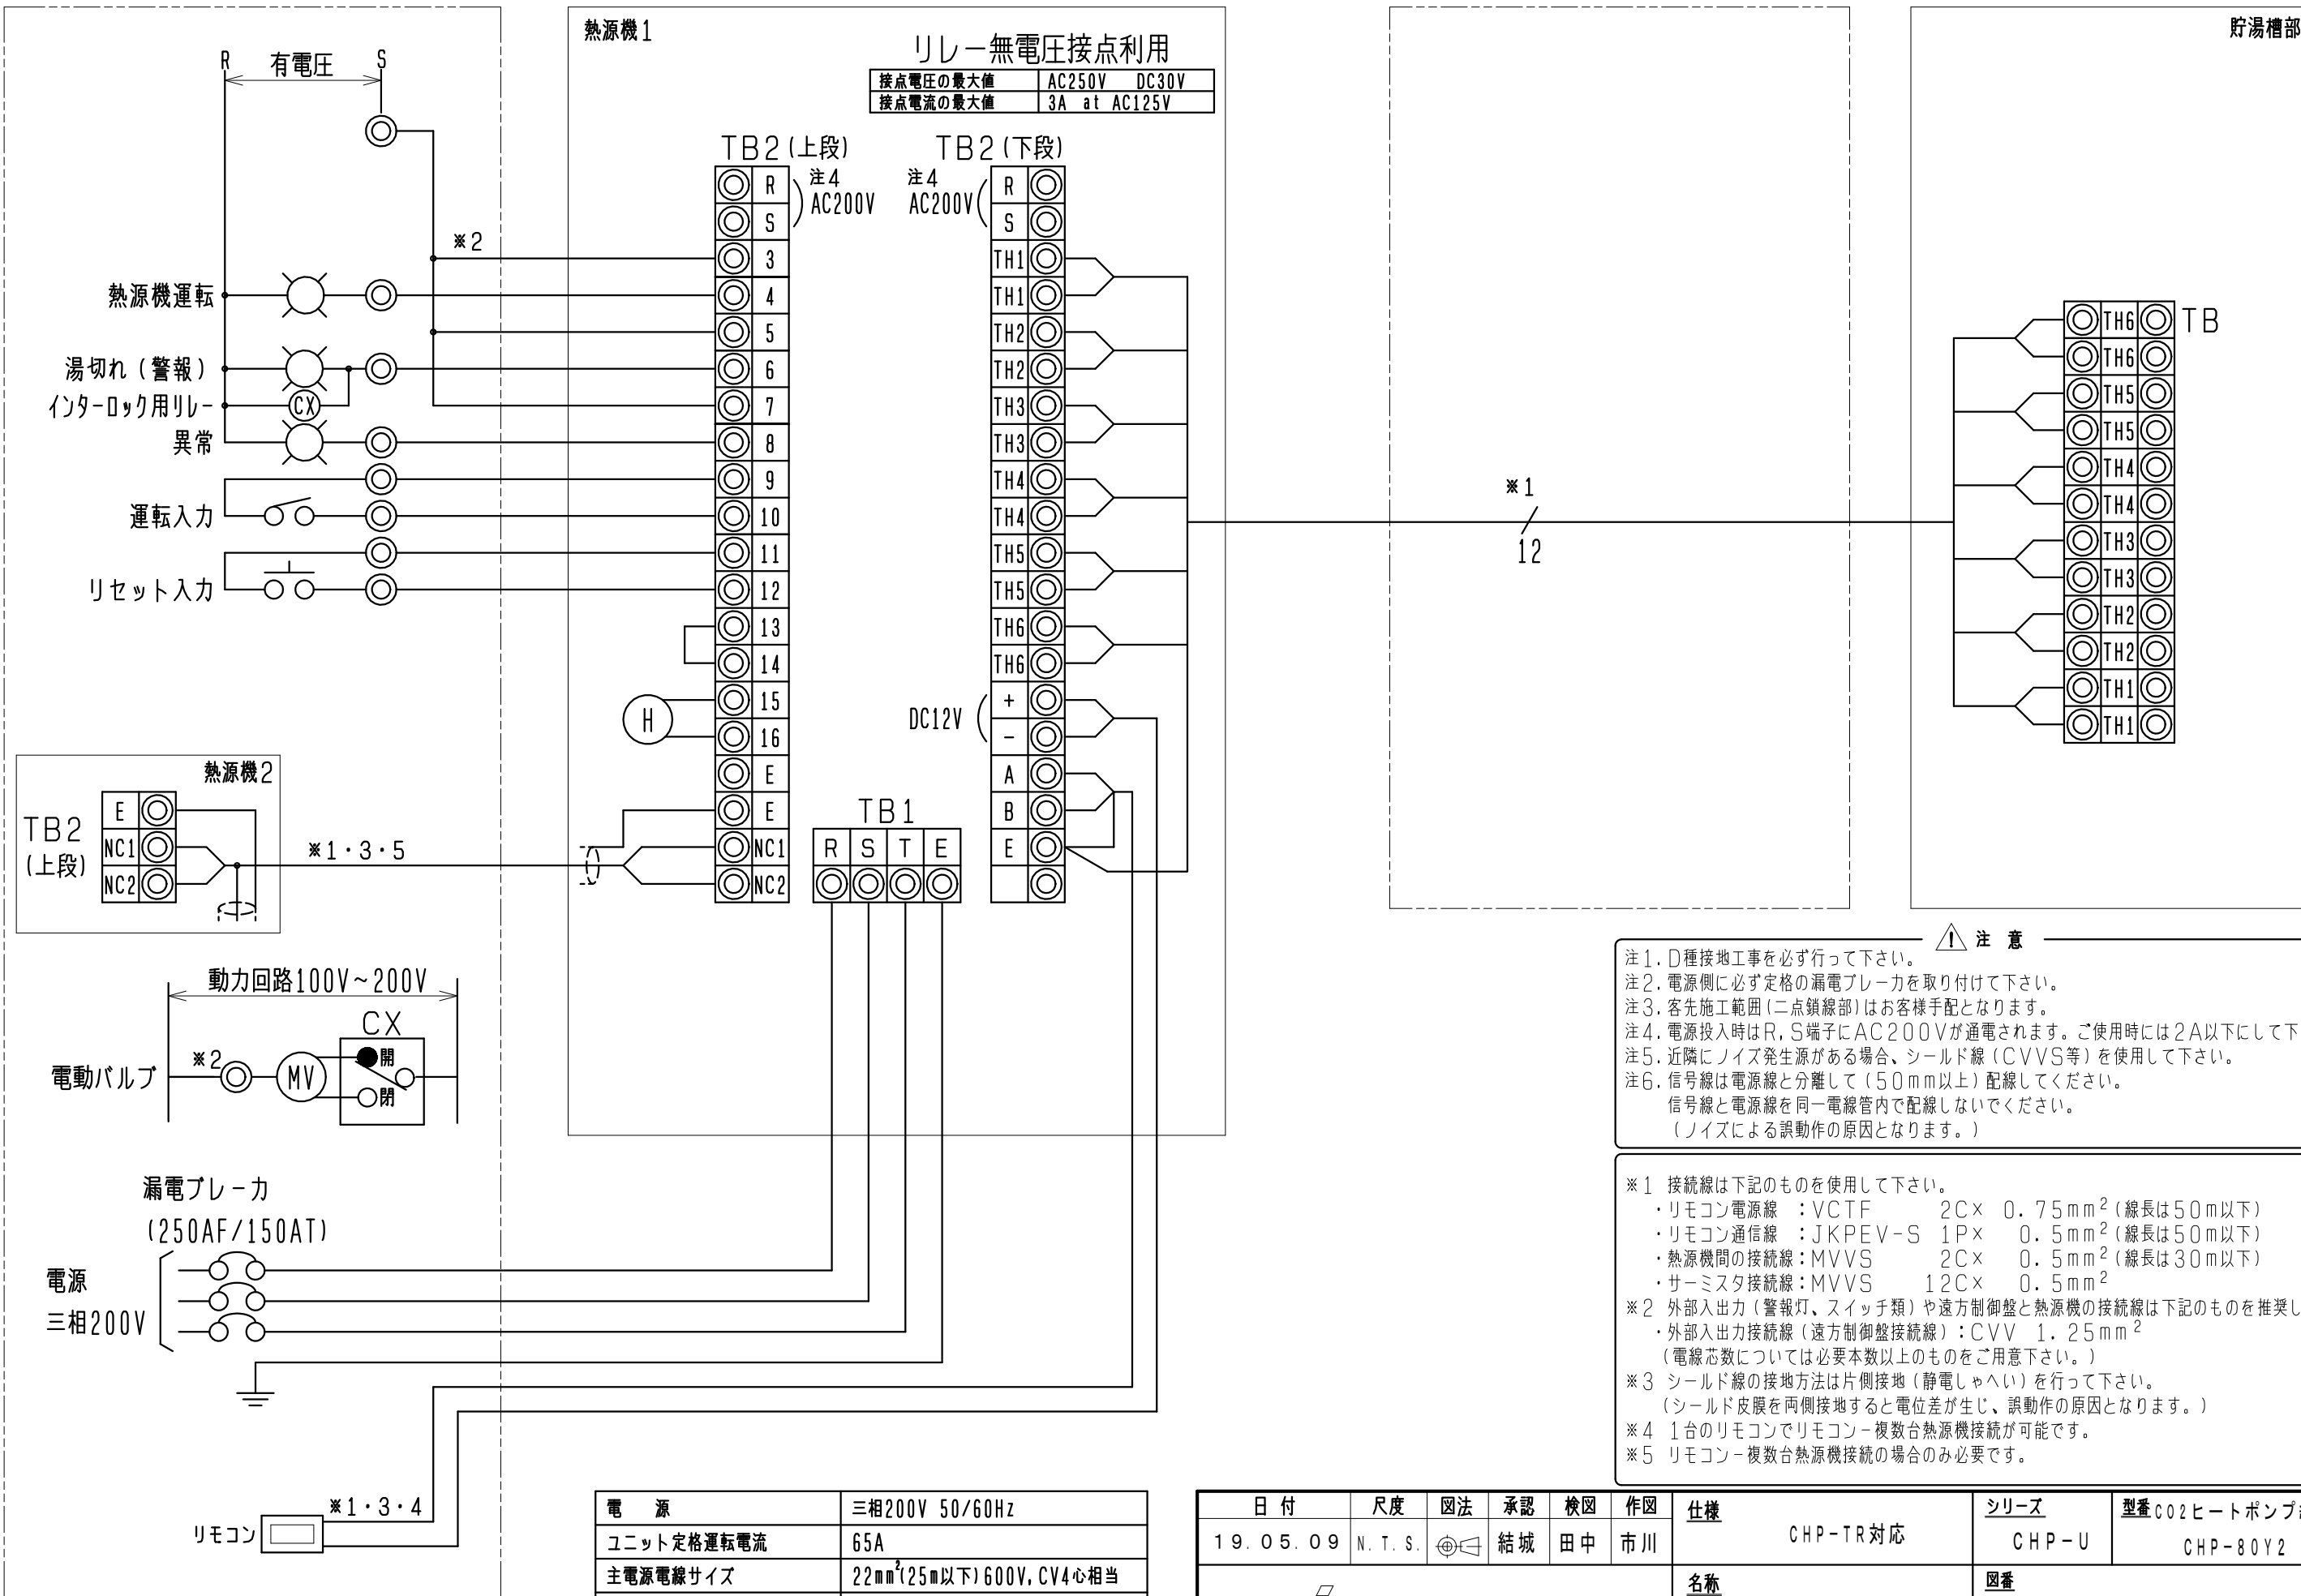 熱源機1
貯湯槽部
R 有電圧 S
リレー無電圧接点利用
接点電圧の最大値 AC250V DC30V
接点電流の最大値 3A at AC125V
TB2(上段)
TB2(下段)
注4
AC200V
注4
AC200V
R
S
3
4
5
6
7
8
9
10
11
12
13
14
15
16
E
E
NC1
NC2
R
S
TH1
TH1
TH2
TH2
TH3
TH3
TH4
TH4
TH5
TH5
TH6
TH6
+
-
A
B
E
DC12V
※2
熱源機運転
湯切れ(警報)
インターロック用リレー
CX
異常
運転入力
リセット入力
H
※1
12
TH6
TH6
TH5
TH5
TH4
TH4
TH3
TH3
TH2
TH2
TH1
TH1
TB
熱源機2
TB2
(上段)
E
NC1
NC2
※1・3・5
TB1
R S T E
動力回路100V~200V
CX
電動バルブ
※2
MV
開
閉
漏電ブレーカ
(250AF/150AT)
電源
三相200V
※1・3・4
リモコン
注 意
注1.D種接地工事を必ず行って下さい。
注2.電源側に必ず定格の漏電ブレーカを取り付けて下さい。
注3.客先施工範囲(二点鎖線部)はお客様手配となります。
注4.電源投入時はR,S端子にAC200Vが通電されます。ご使用時には2A以下にして下
注5.近隣にノイズ発生源がある場合、シールド線(CVVS等)を使用して下さい。
注6.信号線は電源線と分離して(50mm以上)配線してください。
信号線と電源線を同一電線管内で配線しないでください。
(ノイズによる誤動作の原因となります。)
※1 接続線は下記のものを使用して下さい。
・リモコン電源線 :VCTF 2C× 0.75mm²(線長は50m以下)
・リモコン通信線 :JKPEV-S 1P× 0.5mm²(線長は50m以下)
・熱源機間の接続線:MVVS 2C× 0.5mm²(線長は30m以下)
・サーミスタ接続線:MVVS 12C× 0.5mm²
※2 外部入出力(警報灯、スイッチ類)や遠方制御盤と熱源機の接続線は下記のものを推奨し
・外部入出力接続線(遠方制御盤接続線):CVV 1.25mm²
(電線芯数については必要本数以上のものをご用意下さい。)
※3 シールド線の接地方法は片側接地(静電しゃへい)を行って下さい。
(シールド皮膜を両側接地すると電位差が生じ、誤動作の原因となります。)
※4 1台のリモコンでリモコン-複数台熱源機接続が可能です。
※5 リモコン-複数台熱源機接続の場合のみ必要です。
電 源 三相200V 50/60Hz
ユニット定格運転電流 65A
主電源電線サイズ 22mm²(25m以下)600V,CV4心相当
日 付 尺度 図法 承認 検図 作図
19.05.09 N.T.S. 結城 田中 市川
仕様
CHP-TR対応
シリーズ
CHP-U
型番 CO2ヒートポンプ
CHP-80Y2
名称
図番